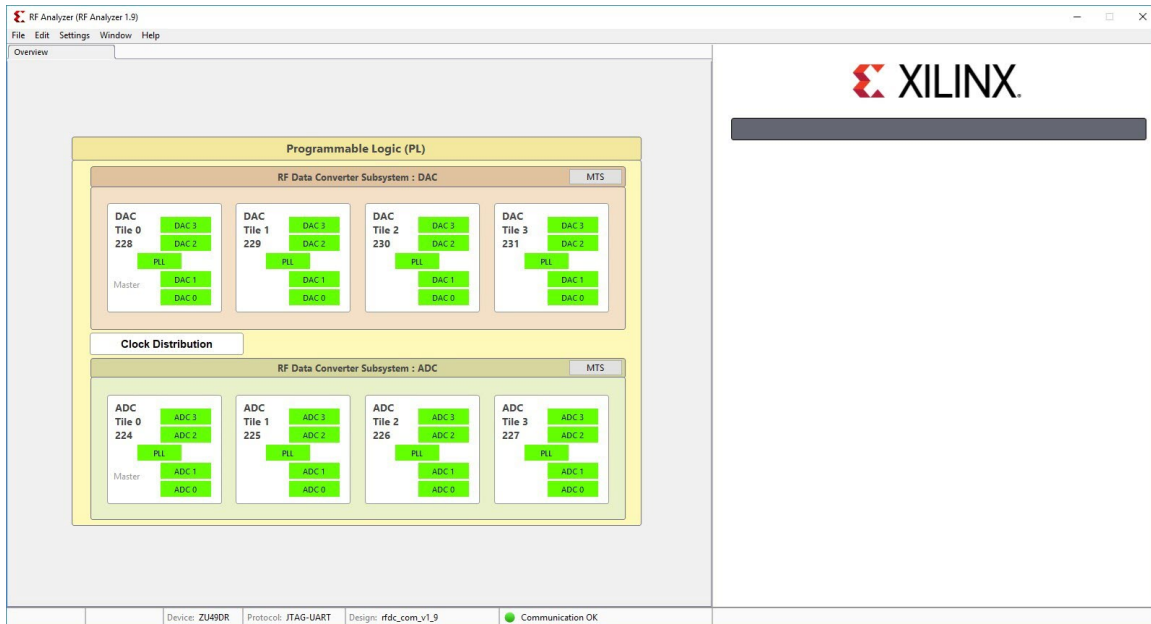 RF Analyzer (RF Analyzer 1.9)
File Edit Settings Window Help
Overview
XILINX.
Programmable Logic (PL)
RF Data Converter Subsystem : DAC MTS
DAC
Tile 0
228
DAC 3
DAC 2
PLL
Master
DAC 1
DAC 0
DAC
Tile 1
229
DAC 3
DAC 2
PLL
DAC 1
DAC 0
DAC
Tile 2
230
DAC 3
DAC 2
PLL
DAC 1
DAC 0
DAC
Tile 3
231
DAC 3
DAC 2
PLL
DAC 1
DAC 0
Clock Distribution
RF Data Converter Subsystem : ADC MTS
ADC
Tile 0
224
ADC 3
ADC 2
PLL
Master
ADC 1
ADC 0
ADC
Tile 1
225
ADC 3
ADC 2
PLL
ADC 1
ADC 0
ADC
Tile 2
226
ADC 3
ADC 2
PLL
ADC 1
ADC 0
ADC
Tile 3
227
ADC 3
ADC 2
PLL
ADC 1
ADC 0
Device: ZU49DR Protocol: JTAG-UART Design: rfdc_com_v1_9 Communication OK